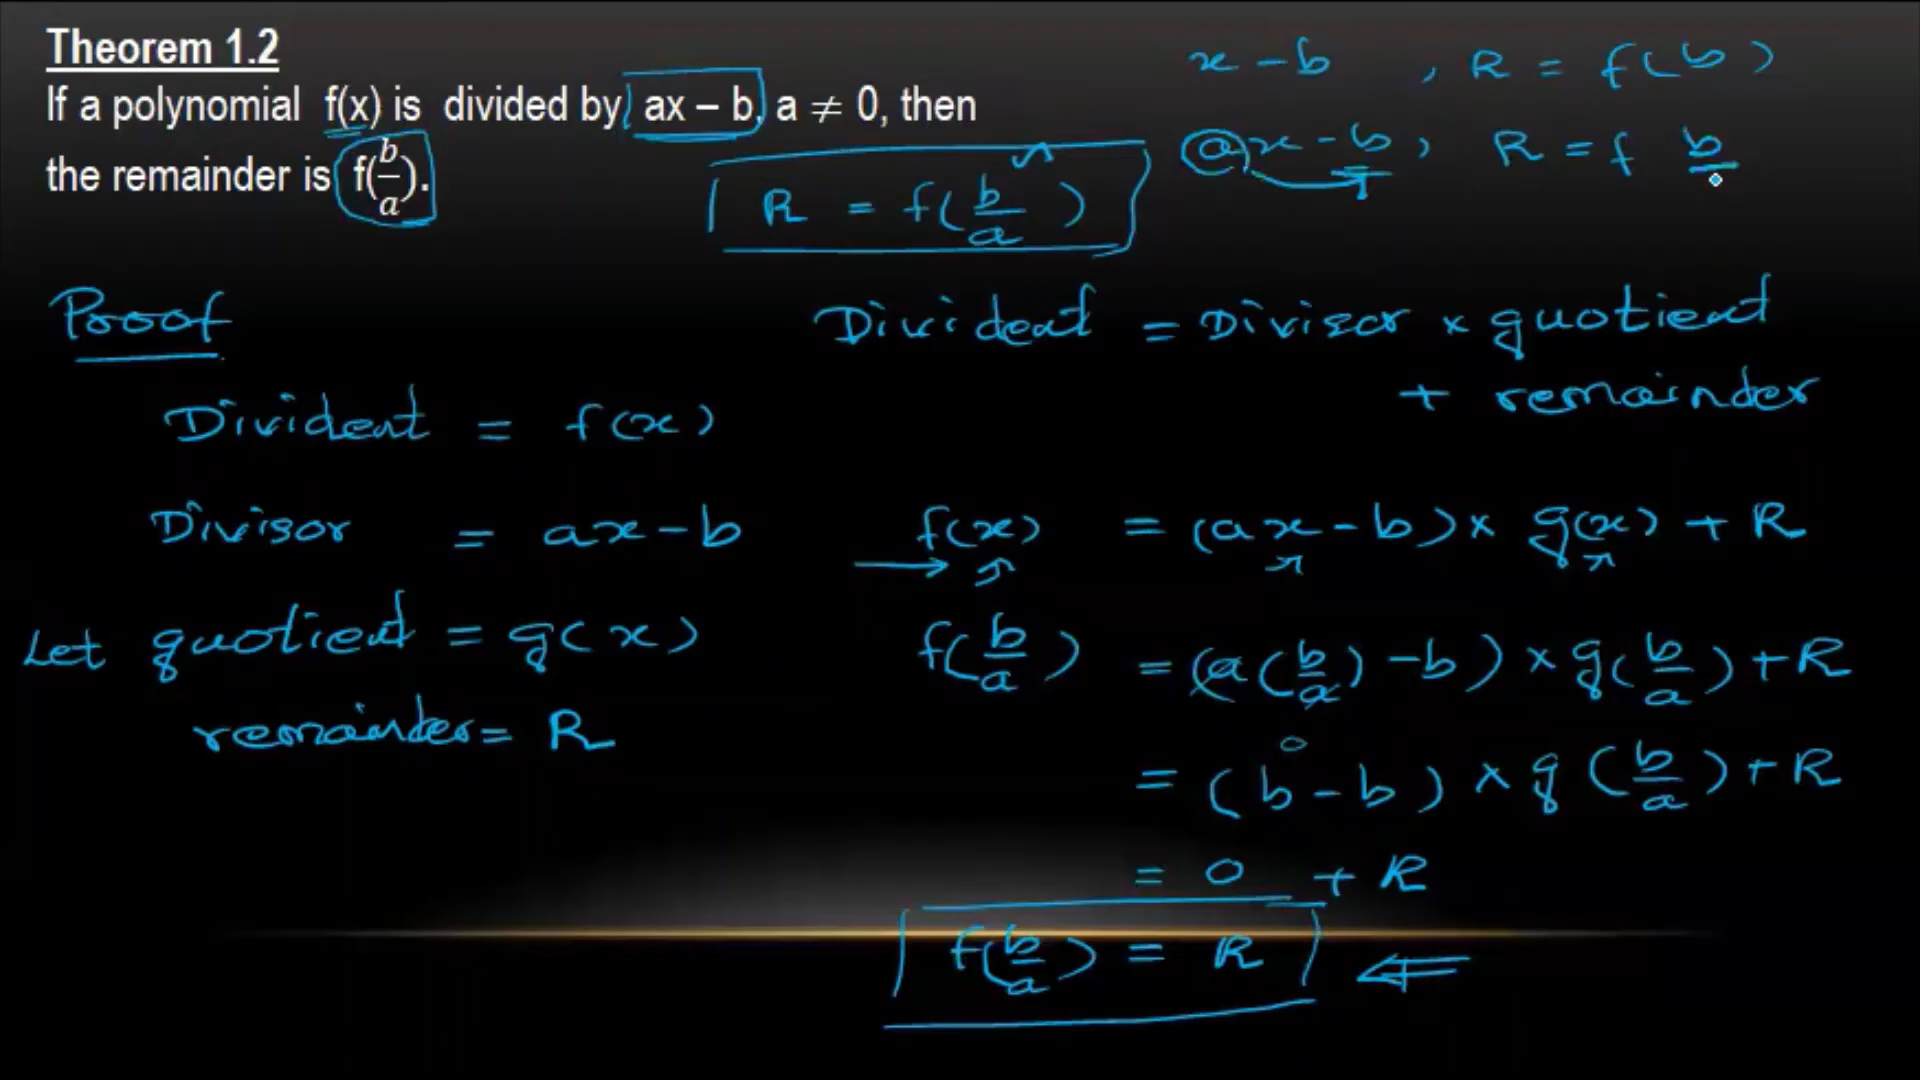 Theorem 1.2
If a polynomial f(x) is divided by ax – b, a ≠ 0, then
the remainder is f(b/a).
x - b , R = f(b)
ax - b, R = f b
R = f(b/a)
Proof
Divident = f(x)
Divisor = ax - b
Let quotient = q(x)
remainder = R
Divident = Divisor × quotient
+ remainder
f(x) = (ax - b) × q(x) + R
f(b/a) = (a(b/a) - b) × q(b/a) + R
0
= (b - b) × q(b/a) + R
= 0 + R
f(b/a) = R